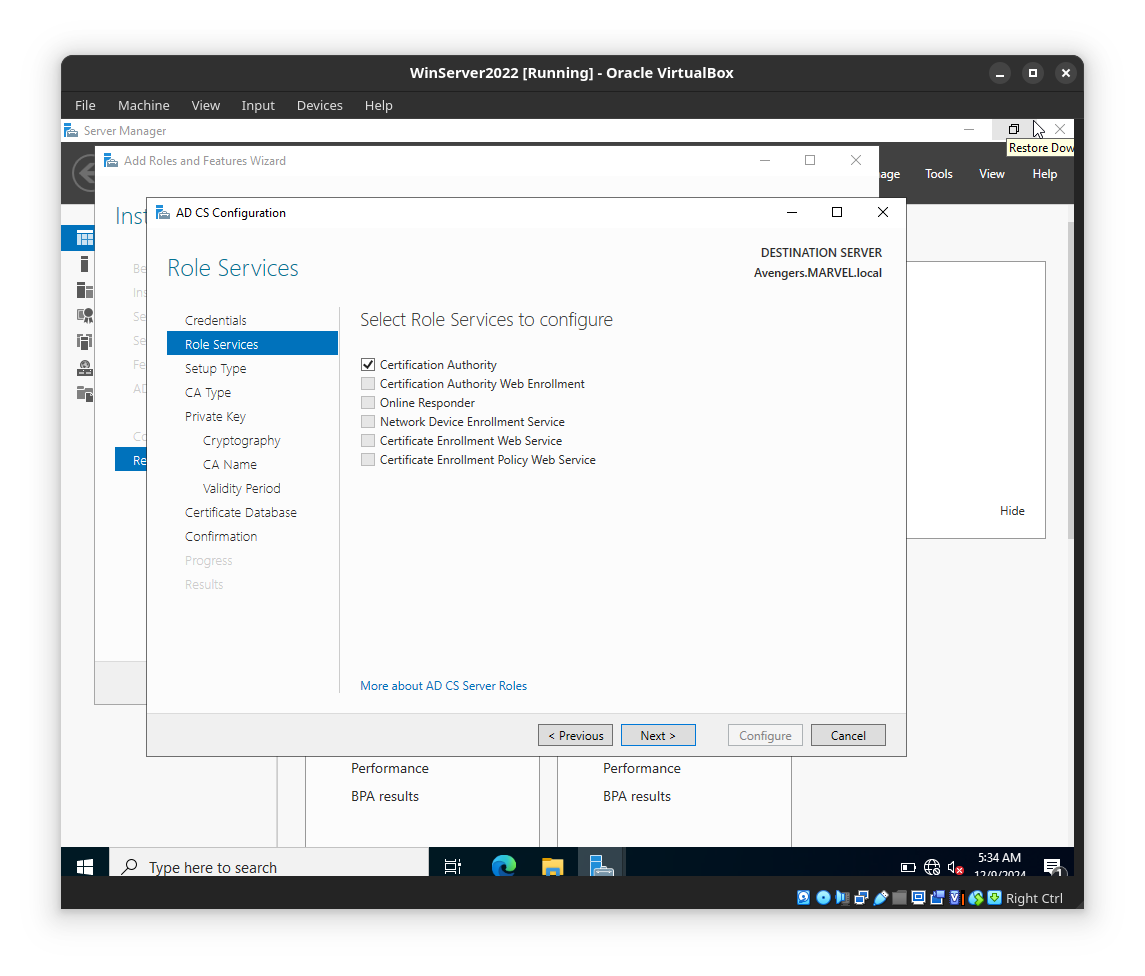 WinServer2022 [Running] - Oracle VirtualBox
File Machine View Input Devices Help
Server Manager
Restore Dow
Add Roles and Features Wizard
age Tools View Help
Inst
AD CS Configuration
Role Services
DESTINATION SERVER
Avengers.MARVEL.local
Be
Ins
Se
Se
Fe
AD
Co
Re
Credentials
Role Services
Setup Type
CA Type
Private Key
Cryptography
CA Name
Validity Period
Certificate Database
Confirmation
Progress
Results
Select Role Services to configure
Certification Authority
Certification Authority Web Enrollment
Online Responder
Network Device Enrollment Service
Certificate Enrollment Web Service
Certificate Enrollment Policy Web Service
More about AD CS Server Roles
Hide
< Previous Next > Configure Cancel
Performance Performance
BPA results BPA results
Type here to search
5:34 AM
12/9/2024
1
Right Ctrl